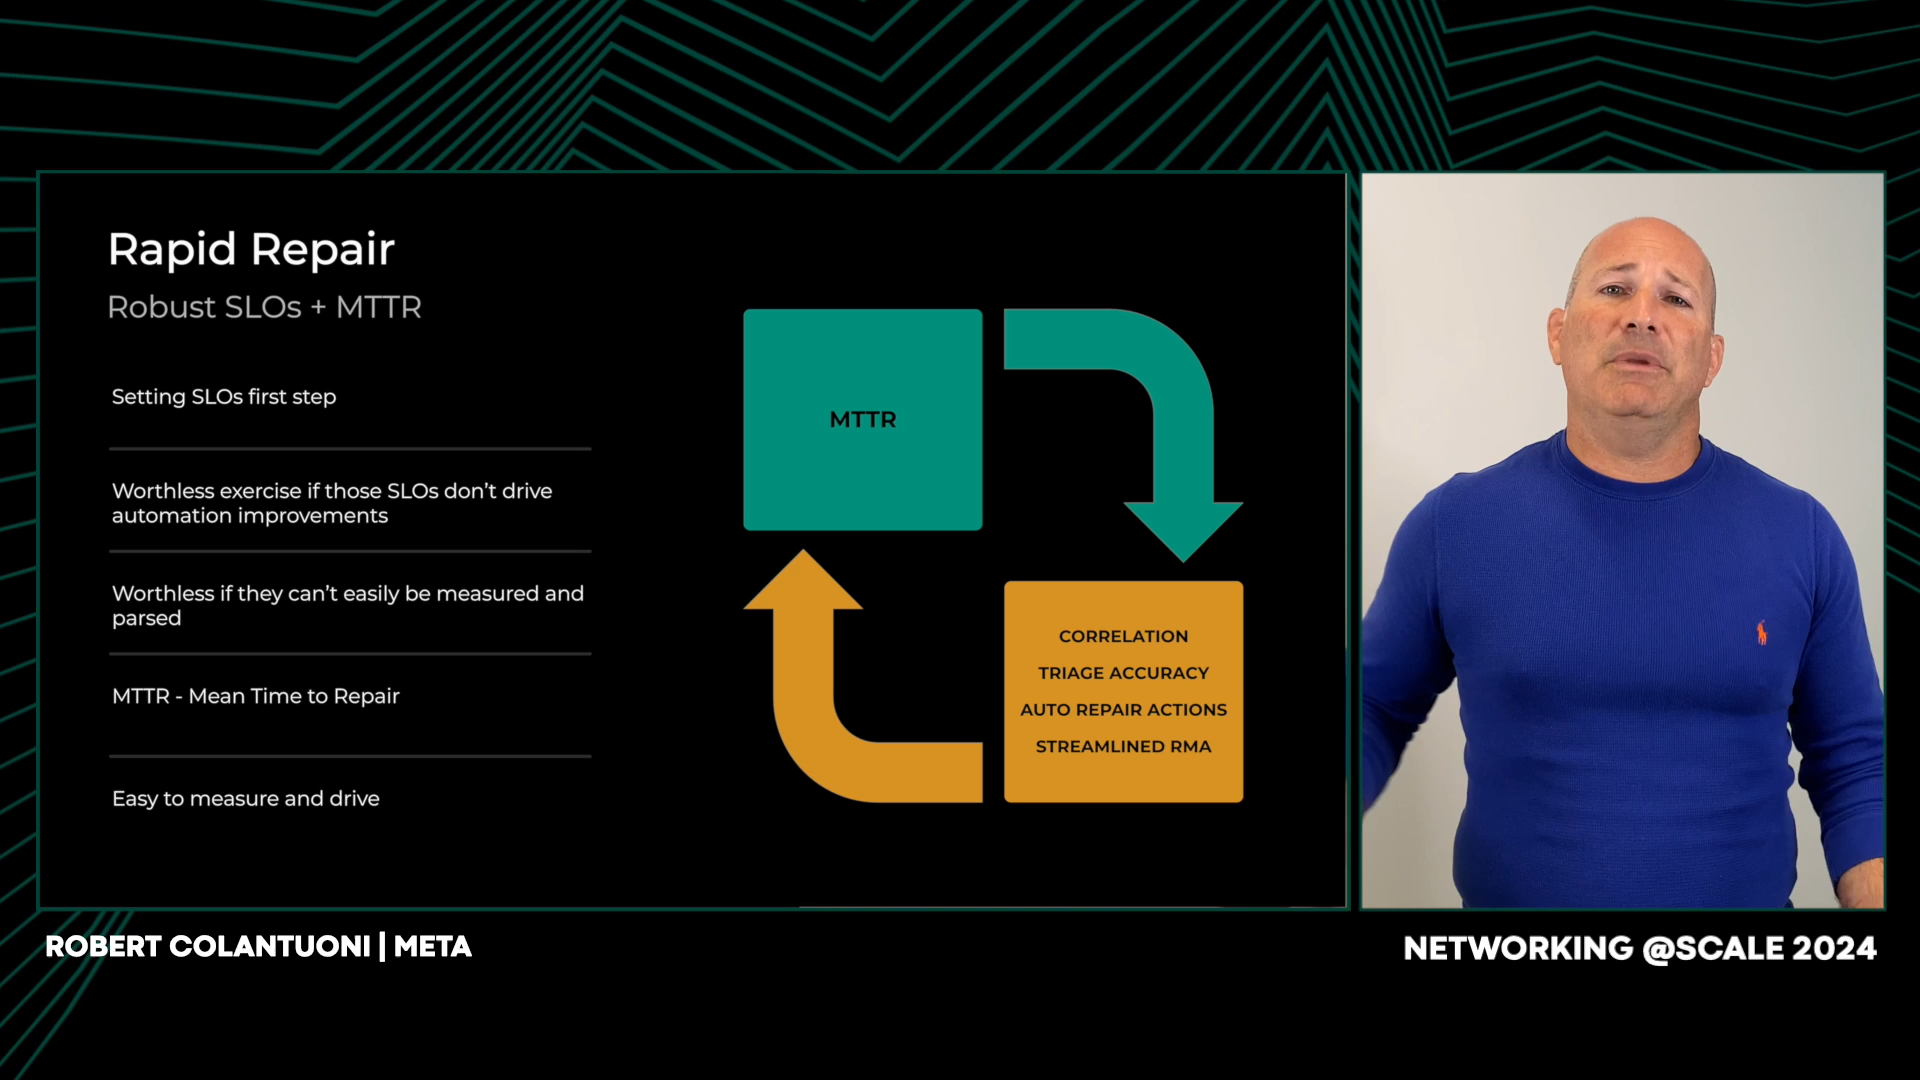 Rapid Repair
Robust SLOs + MTTR
Setting SLOs first step
Worthless exercise if those SLOs don’t drive
automation improvements
Worthless if they can’t easily be measured and
parsed
MTTR - Mean Time to Repair
Easy to measure and drive
MTTR
CORRELATION
TRIAGE ACCURACY
AUTO REPAIR ACTIONS
STREAMLINED RMA
ROBERT COLANTUONI | META
NETWORKING @SCALE 2024